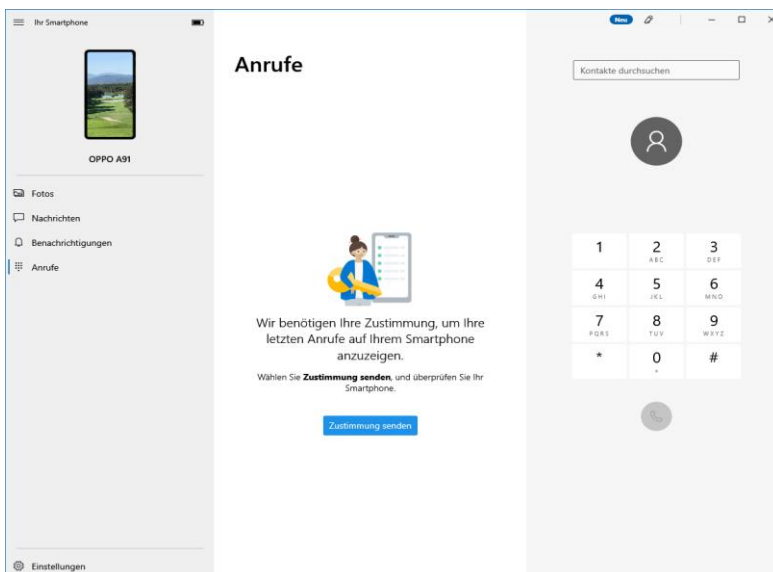 Ihr Smartphone
OPPO A91
Fotos
Nachrichten
Benachrichtigungen
Anrufe
Einstellungen
Anrufe
Wir benötigen Ihre Zustimmung, um Ihre
letzten Anrufe auf Ihrem Smartphone
anzuzeigen.
Wählen Sie Zustimmung senden, und überprüfen Sie Ihr
Smartphone.
Zustimmung senden
Neu
Kontakte durchsuchen
1 2 3
ABC DEF
4 5 6
GHI JKL MNO
7 8 9
PQRS TUV WXYZ
* 0 #
+